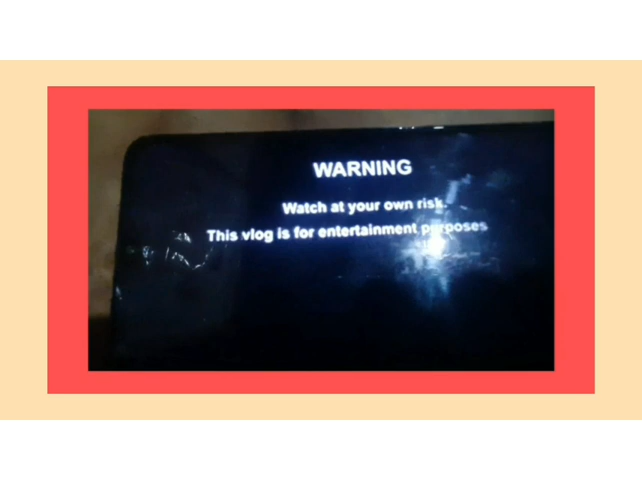 WARNING
Watch at your own risk.
This vlog is for entertainment purposes